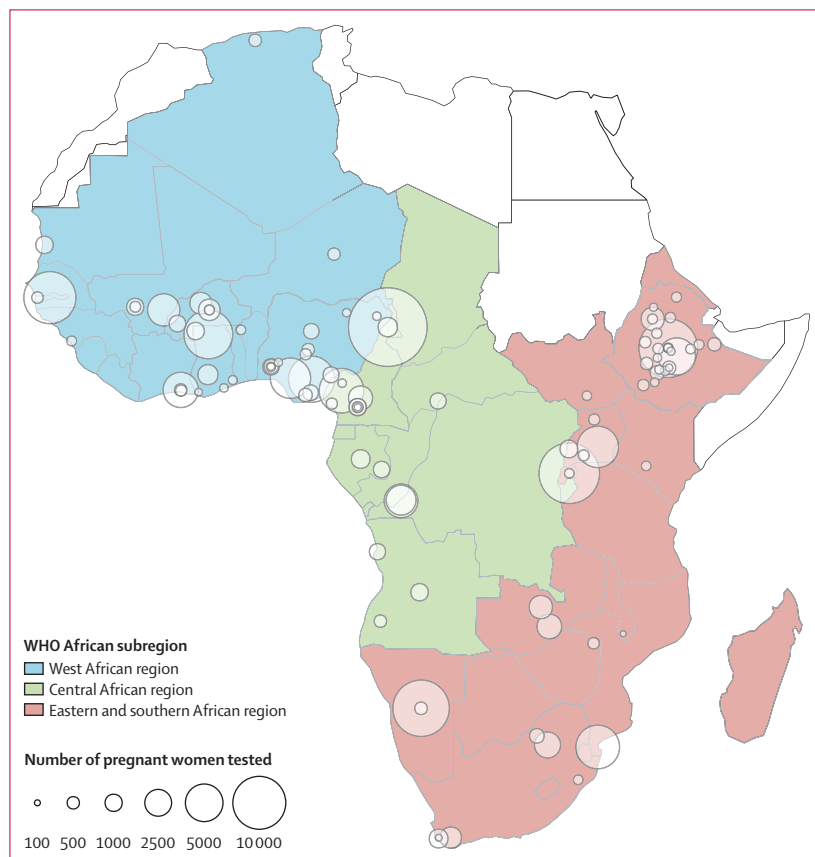 WHO African subregion
West African region
Central African region
Eastern and southern African region
Number of pregnant women tested
100 500 1000 2500 5000 10 000